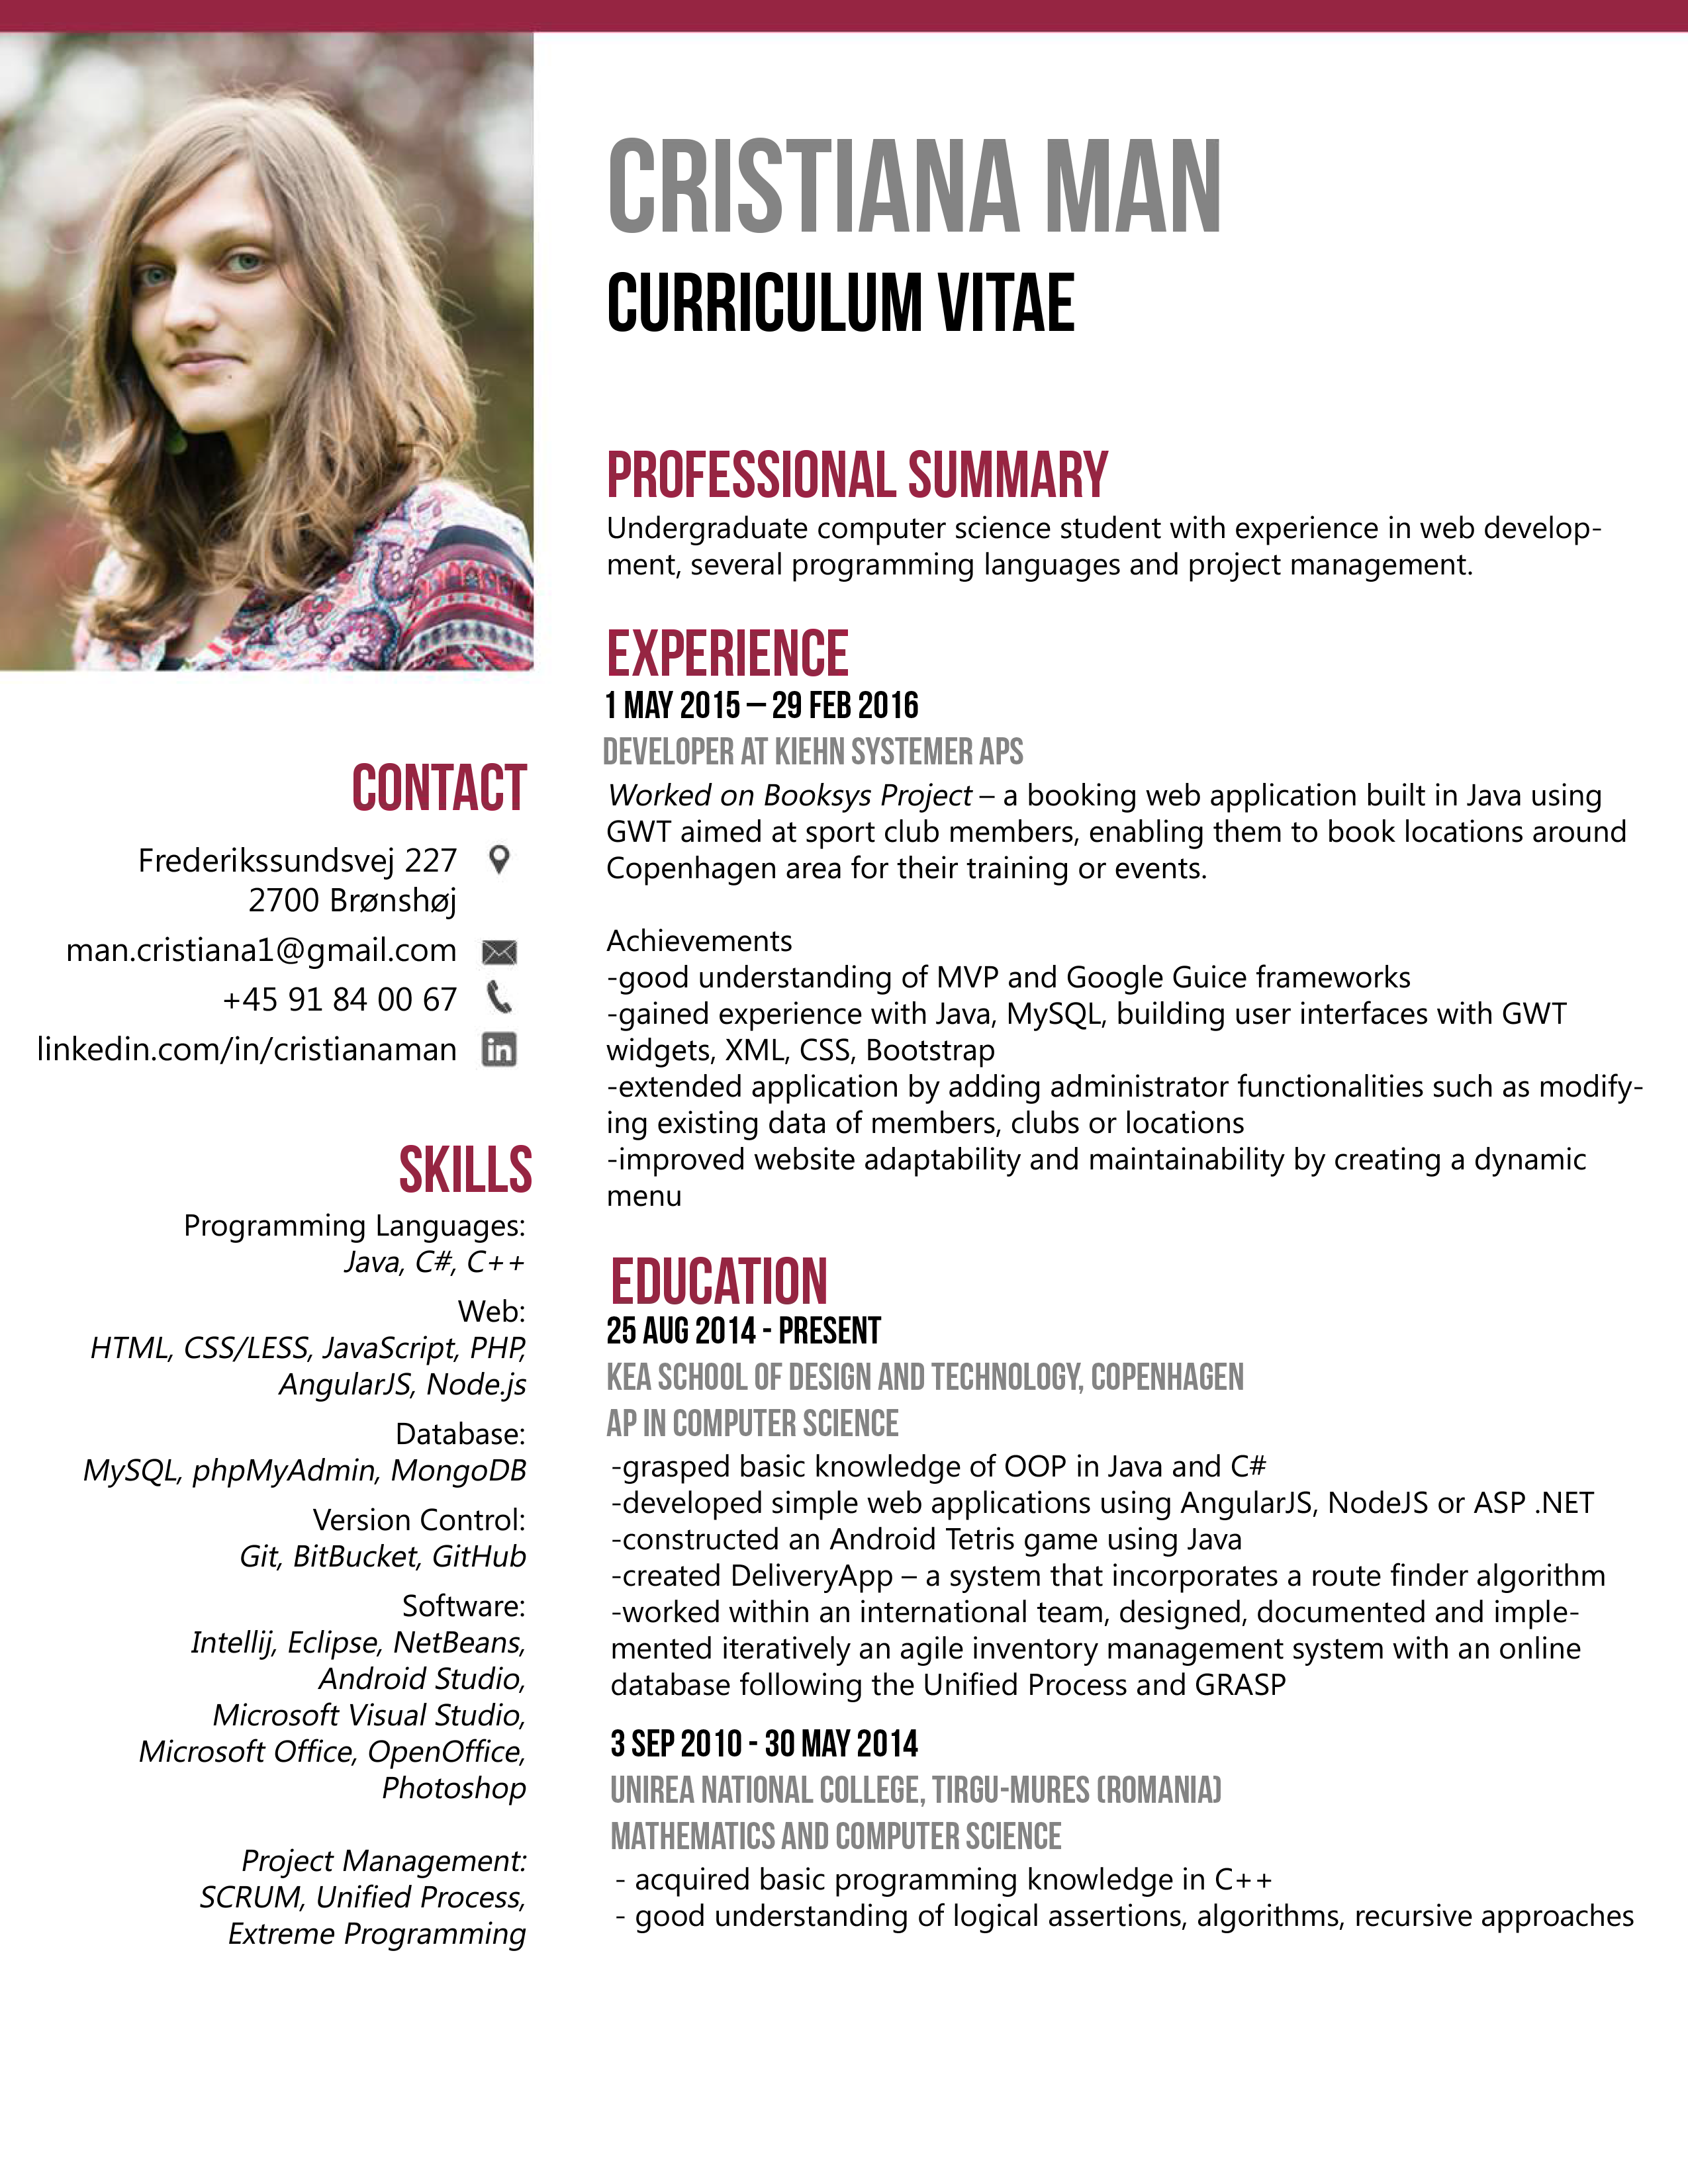 CRISTIANA MAN
CURRICULUM VITAE
PROFESSIONAL SUMMARY
Undergraduate computer science student with experience in web develop-
ment, several programming languages and project management.
EXPERIENCE
1 MAY 2015 – 29 FEB 2016
DEVELOPER AT KIEHN SYSTEMER APS
Worked on Booksys Project – a booking web application built in Java using
GWT aimed at sport club members, enabling them to book locations around
Copenhagen area for their training or events.
Achievements
-good understanding of MVP and Google Guice frameworks
-gained experience with Java, MySQL, building user interfaces with GWT
widgets, XML, CSS, Bootstrap
-extended application by adding administrator functionalities such as modify-
ing existing data of members, clubs or locations
-improved website adaptability and maintainability by creating a dynamic
menu
EDUCATION
25 AUG 2014 - PRESENT
KEA SCHOOL OF DESIGN AND TECHNOLOGY, COPENHAGEN
AP IN COMPUTER SCIENCE
-grasped basic knowledge of OOP in Java and C#
-developed simple web applications using AngularJS, NodeJS or ASP .NET
-constructed an Android Tetris game using Java
-created DeliveryApp – a system that incorporates a route finder algorithm
-worked within an international team, designed, documented and imple-
mented iteratively an agile inventory management system with an online
database following the Unified Process and GRASP
3 SEP 2010 - 30 MAY 2014
UNIREA NATIONAL COLLEGE, TIRGU-MURES (ROMANIA)
MATHEMATICS AND COMPUTER SCIENCE
- acquired basic programming knowledge in C++
- good understanding of logical assertions, algorithms, recursive approaches
CONTACT
Frederikssundsvej 227
2700 Brønshøj
man.cristiana1@gmail.com
+45 91 84 00 67
linkedin.com/in/cristianaman
in
SKILLS
Programming Languages:
Java, C#, C++
Web:
HTML, CSS/LESS, JavaScript, PHP,
AngularJS, Node.js
Database:
MySQL, phpMyAdmin, MongoDB
Version Control:
Git, BitBucket, GitHub
Software:
Intellij, Eclipse, NetBeans,
Android Studio,
Microsoft Visual Studio,
Microsoft Office, OpenOffice,
Photoshop
Project Management:
SCRUM, Unified Process,
Extreme Programming